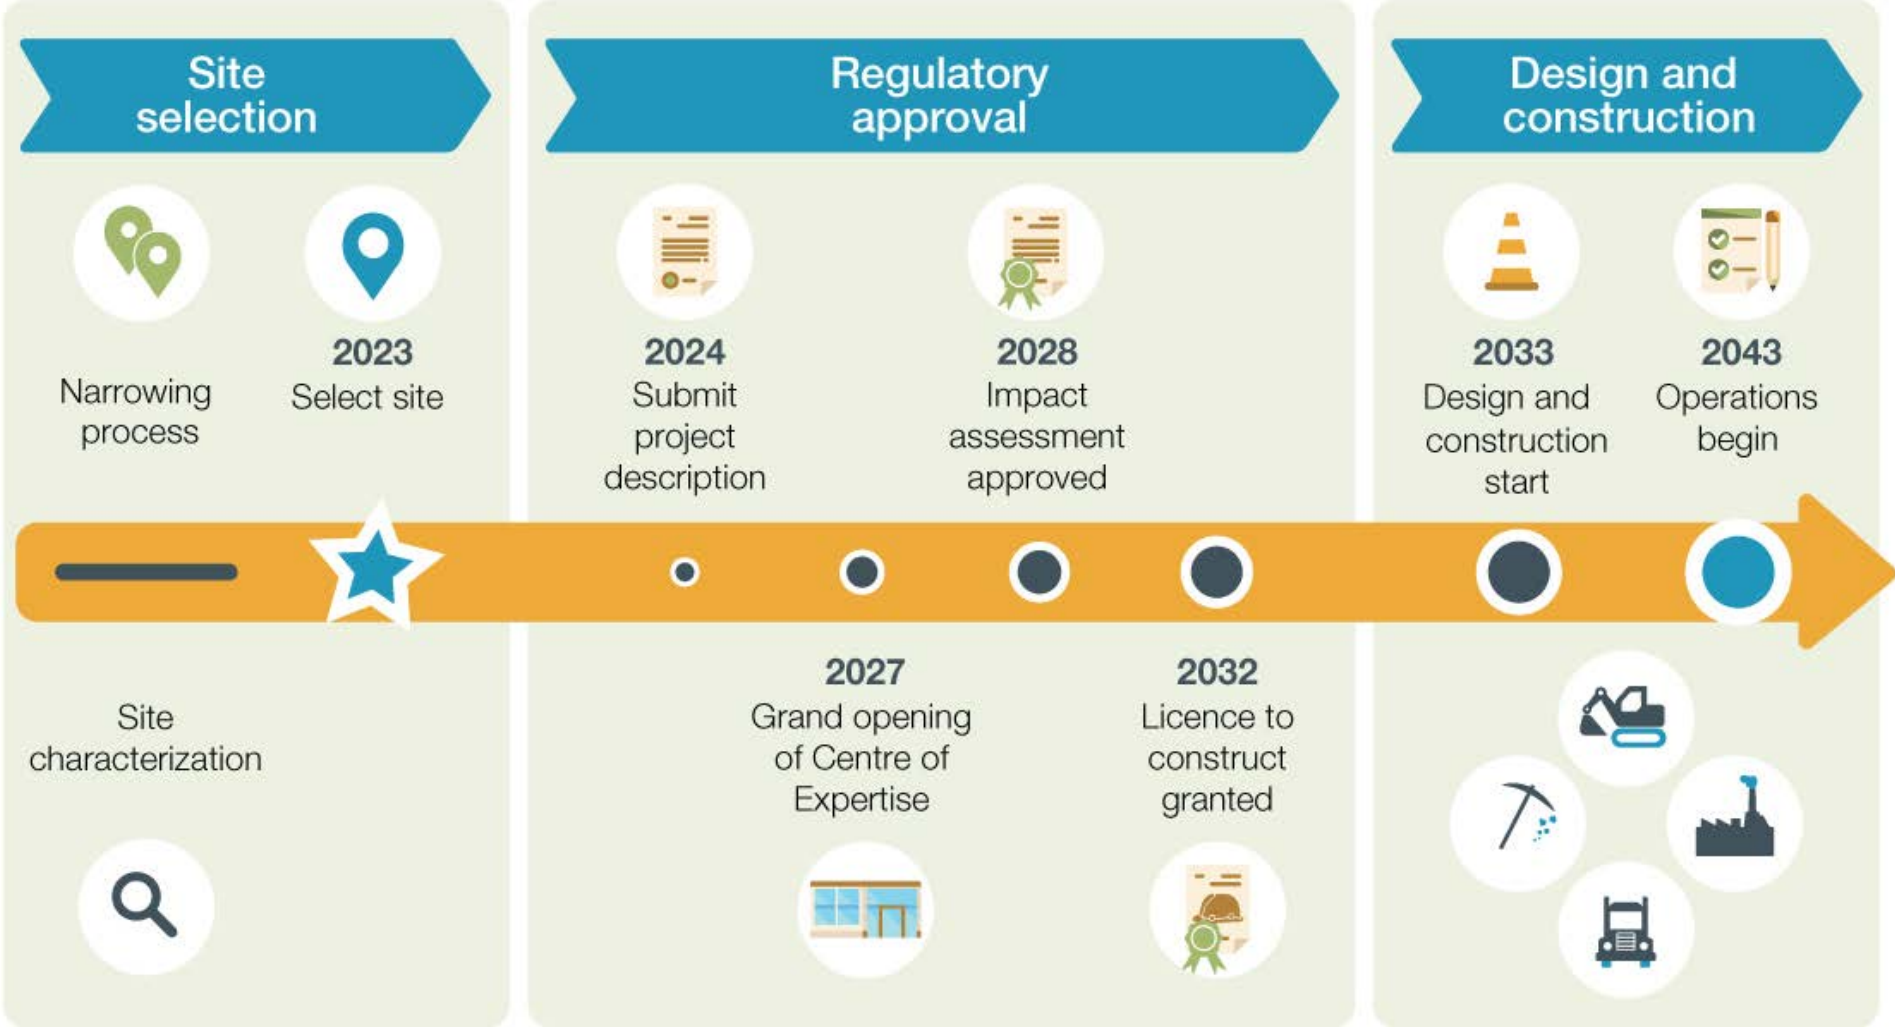 Site
selection
Regulatory
approval
Design and
construction
Narrowing
process
2023
Select site
2024
Submit
project
description
2028
Impact
assessment
approved
2033
Design and
construction
start
2043
Operations
begin
Site
characterization
2027
Grand opening
of Centre of
Expertise
2032
Licence to
construct
granted